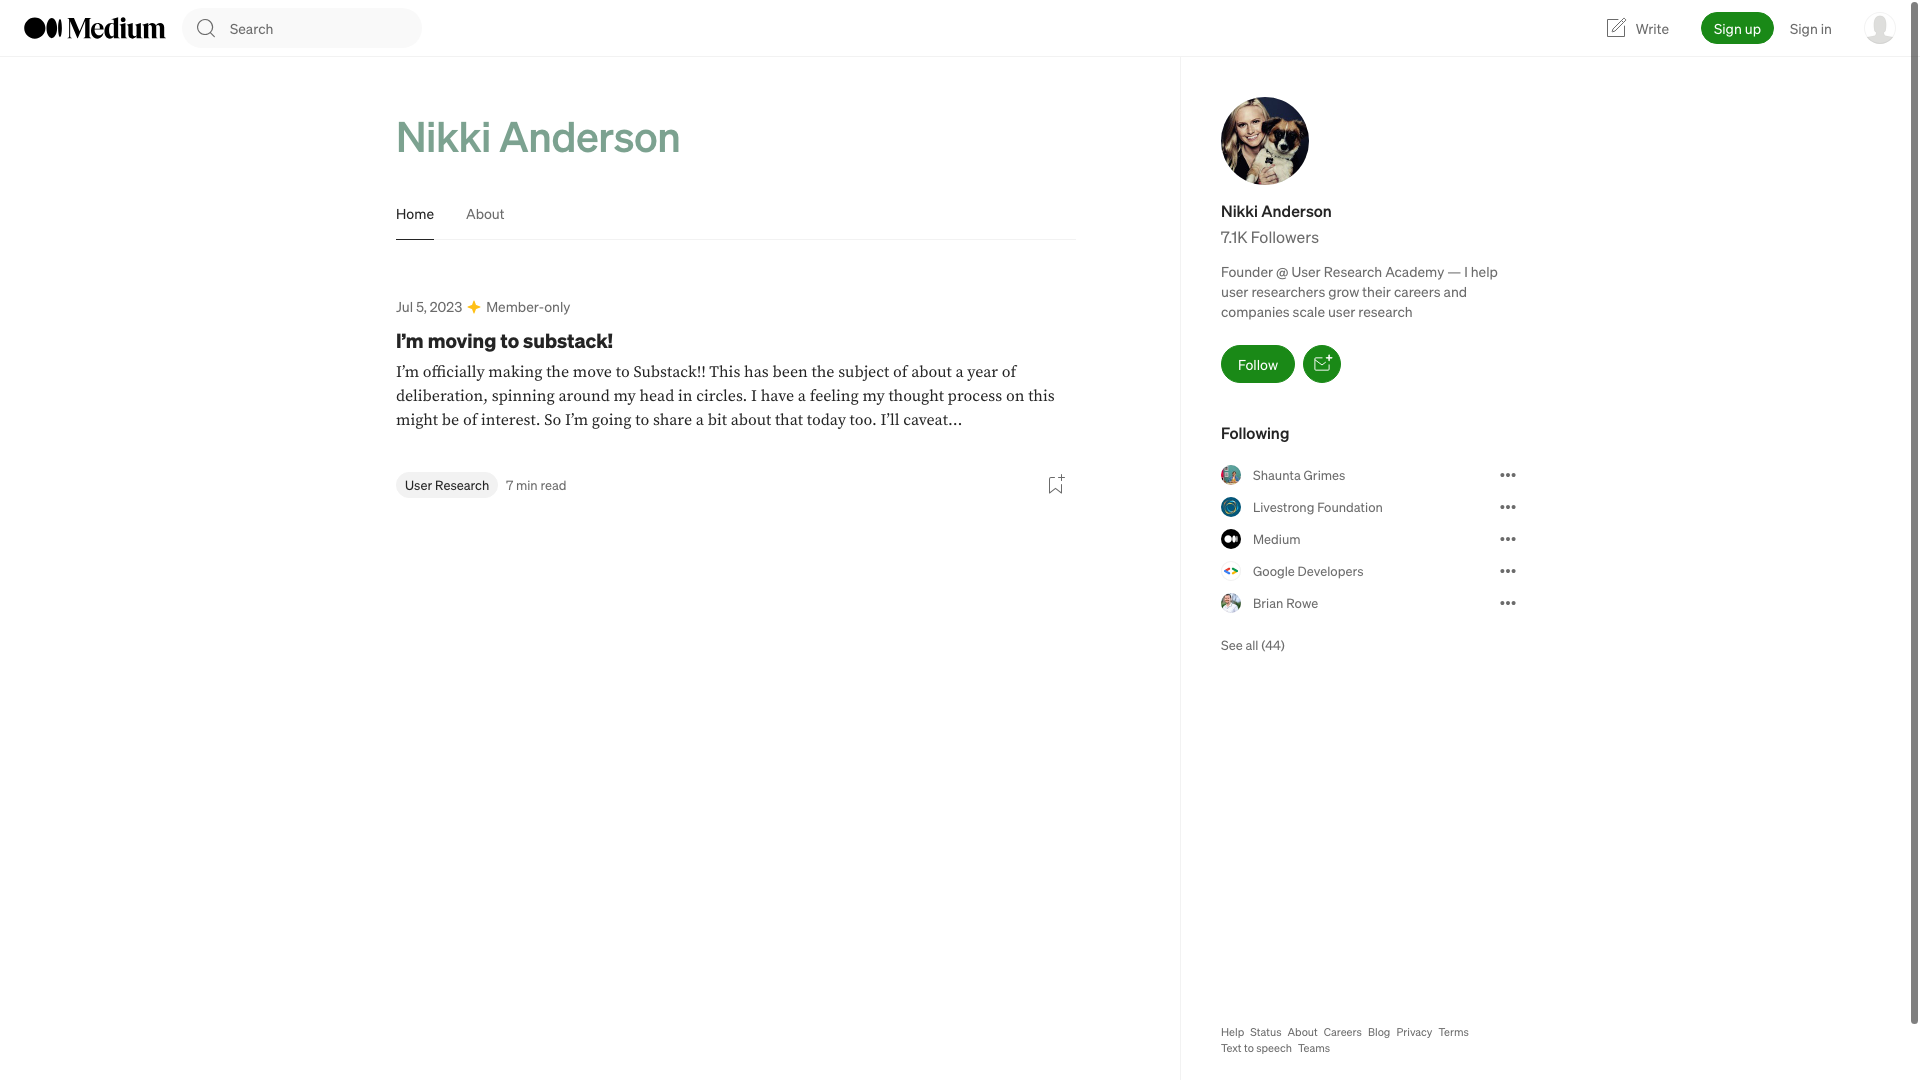 Medium
Search
Write
Sign up
Sign in
Nikki Anderson
Home
About
Jul 5, 2023
Member-only
I’m moving to substack!
I’m officially making the move to Substack!! This has been the subject of about a year of
deliberation, spinning around my head in circles. I have a feeling my thought process on this
might be of interest. So I’m going to share a bit about that today too. I’ll caveat…
User Research
7 min read
Nikki Anderson
7.1K Followers
Founder @ User Research Academy — I help
user researchers grow their careers and
companies scale user research
Follow
Following
Shaunta Grimes
Livestrong Foundation
Medium
Google Developers
Brian Rowe
See all (44)
Help Status About Careers Blog Privacy Terms
Text to speech Teams